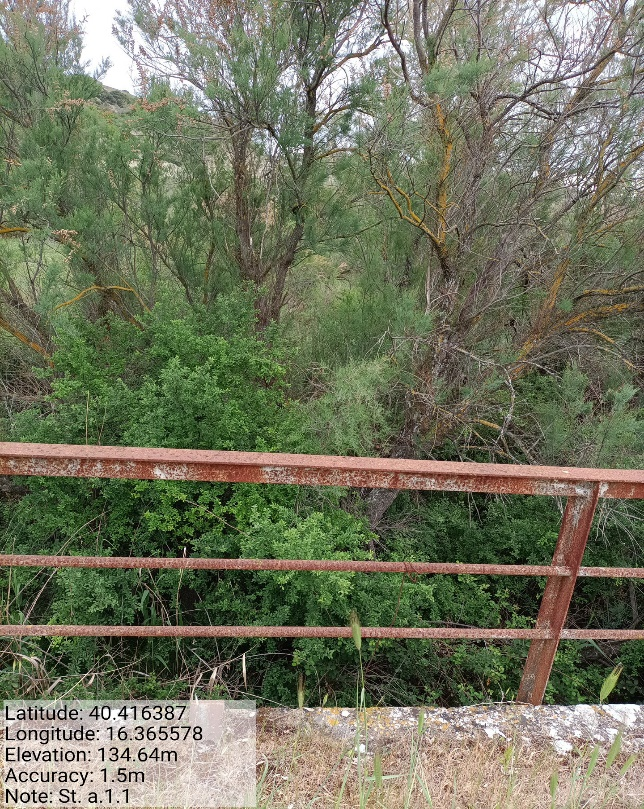 Latitude: 40.416387
Longitude: 16.365578
Elevation: 134.64m
Accuracy: 1.5m
Note: St. a.1.1